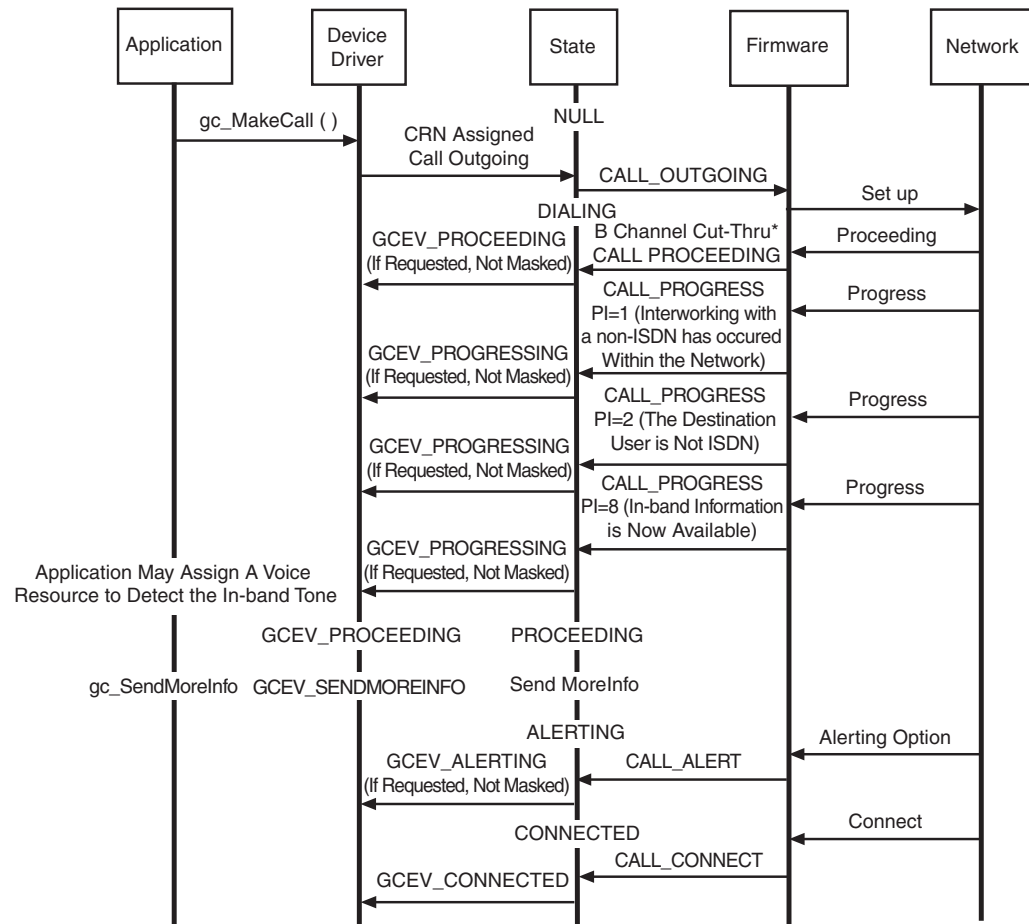 Application
Device
Driver
State
Firmware
Network
NULL
gc_MakeCall ( )
CRN Assigned
Call Outgoing
CALL_OUTGOING
Set up
DIALING
B Channel Cut-Thru*
Proceeding
GCEV_PROCEEDING
(If Requested, Not Masked)
CALL PROCEEDING
CALL_PROGRESS
PI=1 (Interworking with
a non-ISDN has occured
Within the Network)
Progress
GCEV_PROGRESSING
(If Requested, Not Masked)
CALL_PROGRESS
PI=2 (The Destination
User is Not ISDN)
Progress
GCEV_PROGRESSING
(If Requested, Not Masked)
CALL_PROGRESS
PI=8 (In-band Information
is Now Available)
Progress
GCEV_PROGRESSING
(If Requested, Not Masked)
Application May Assign A Voice
Resource to Detect the In-band Tone
GCEV_PROCEEDING
PROCEEDING
gc_SendMoreInfo
GCEV_SENDMOREINFO
Send MoreInfo
ALERTING
Alerting Option
GCEV_ALERTING
(If Requested, Not Masked)
CALL_ALERT
CONNECTED
Connect
CALL_CONNECT
GCEV_CONNECTED